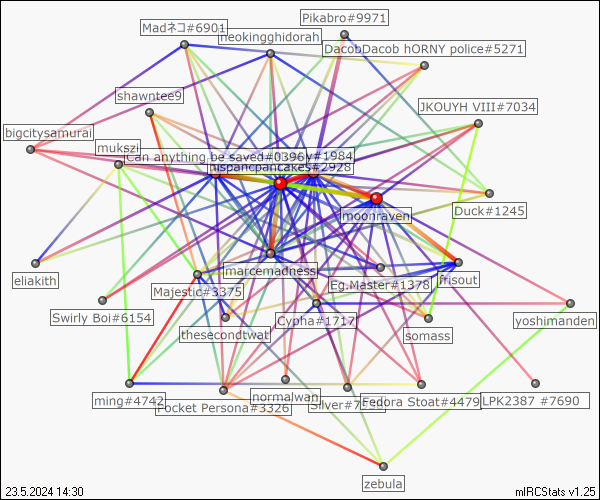 Pikabro#9971
Madネコ#6901
neokingghidorah
DacobDacob hORNY police#5271
shawntee9
JKOUYH VIII#7034
bigcitysamurai
mukszi
Can anything be saved#0396
y#1984
hispancpancakes#2928
Duck#1245
moonraven
eliakith
marcemadness
Majestic#3375
Eg.Master#1378
ffisout
Swirly Boi#6154
thesecondtwat
Cypha#1717
somass
yoshimanden
ming#4742
Pocket Persona#3326
normalwan
Fedora Stoat#4479
LPK2387 #7690
zebula
23.5.2024 14:30
mIRCStats v1.25